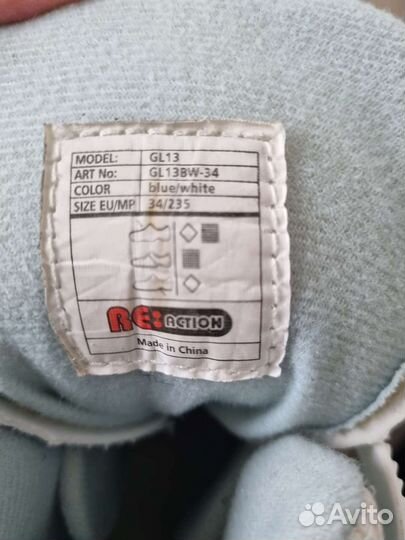 MODEL: GL13
ART No: GL13BW-34
COLOR blue/white
SIZE EU/MP 34/235
RE:ACTION
Made in China
Avito